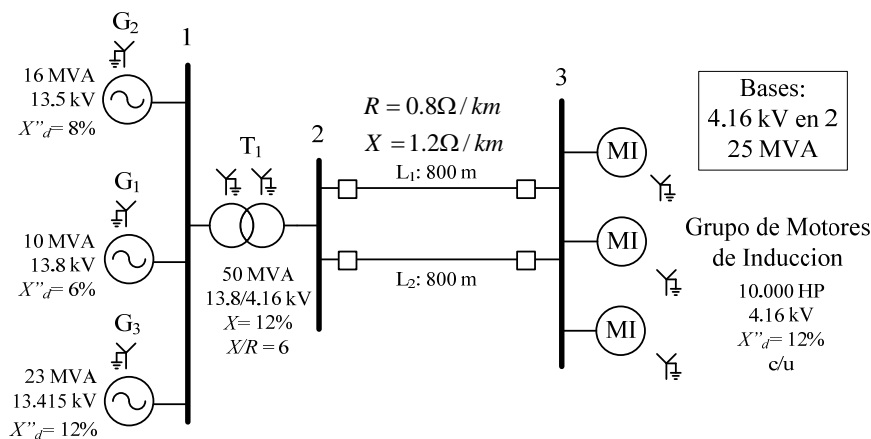 G2
16 MVA
13.5 kV
X”d= 8%
1
G1
10 MVA
13.8 kV
X”d= 6%
G3
23 MVA
13.415 kV
X”d= 12%
T1
50 MVA
13.8/4.16 kV
X= 12%
X/R = 6
2
R = 0.8Ω / km
X = 1.2Ω / km
L1: 800 m
L2: 800 m
3
MI
MI
MI
Bases:
4.16 kV en 2
25 MVA
Grupo de Motores
de Induccion
10.000 HP
4.16 kV
X”d= 12%
c/u